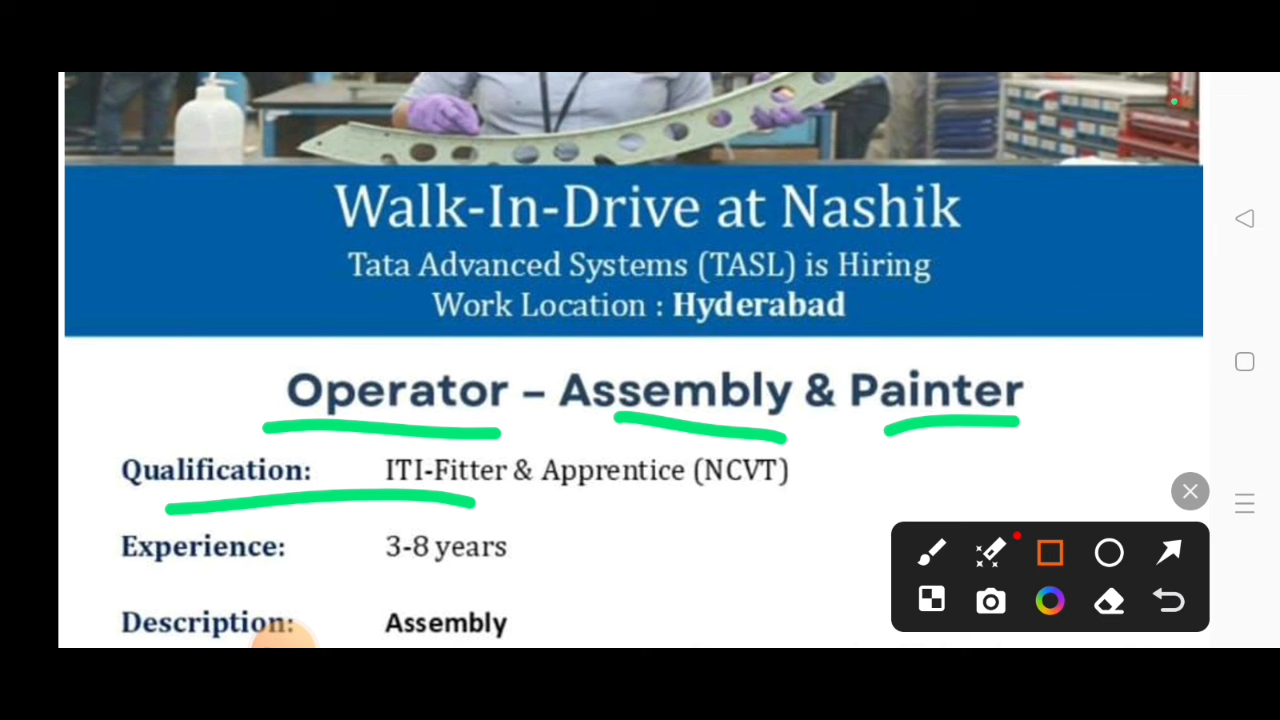 Walk-In-Drive at Nashik
Tata Advanced Systems (TASL) is Hiring
Work Location : Hyderabad
Operator – Assembly & Painter
Qualification: ITI-Fitter & Apprentice (NCVT)
Experience: 3-8 years
Description: Assembly